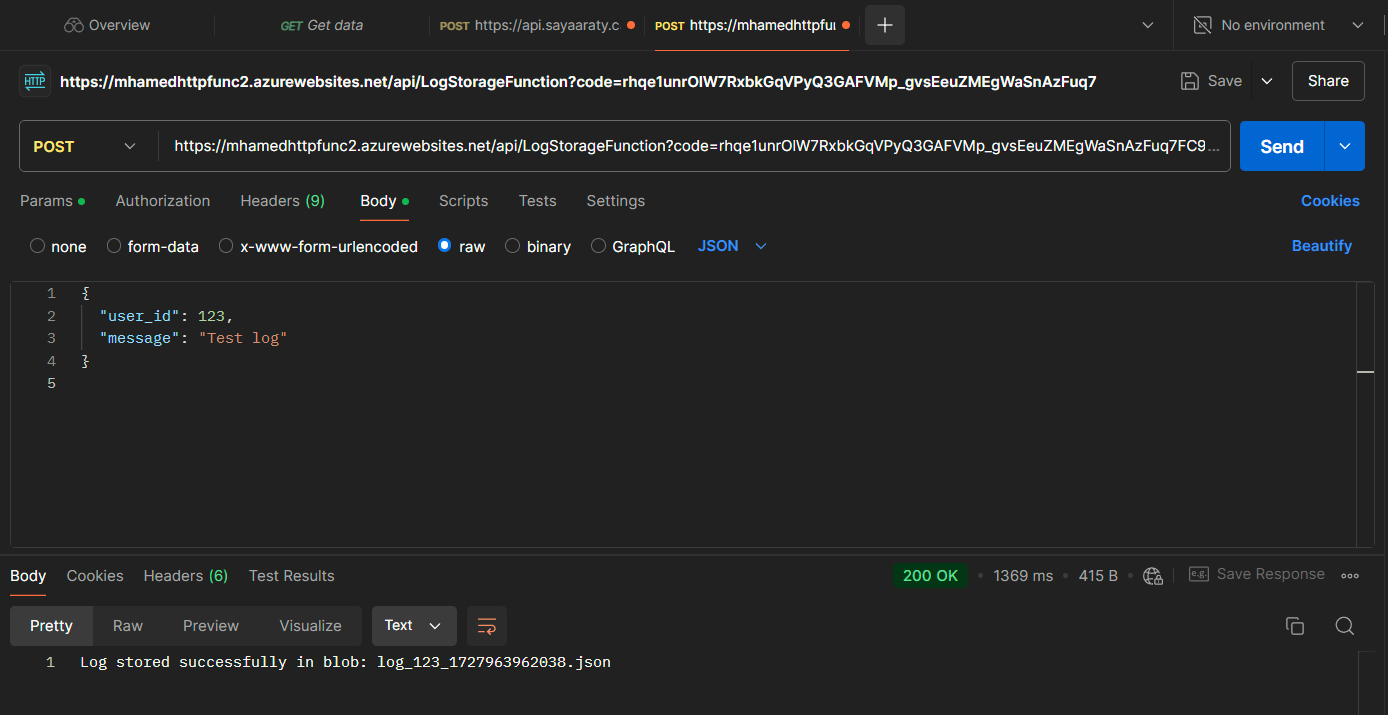 Overview
GET Get data
POST https://api.sayaaraty.c
POST https://mhamedhttpfu
No environment
HTTP https://mhamedhttpfunc2.azurewebsites.net/api/LogStorageFunction?code=rhqe1unrOlW7RxbkGqVPyQ3GAFVMp_gvsEeuZMEgWaSnAzFuq7
Save
Share
POST
https://mhamedhttpfunc2.azurewebsites.net/api/LogStorageFunction?code=rhqe1unrOlW7RxbkGqVPyQ3GAFVMp_gvsEeuZMEgWaSnAzFuq7FC9...
Send
Params Authorization Headers (9) Body Scripts Tests Settings Cookies
none form-data x-www-form-urlencoded raw binary GraphQL JSON Beautify
1 {
2 "user_id": 123,
3 "message": "Test log"
4 }
5
Body Cookies Headers (6) Test Results 200 OK 1369 ms 415 B e.g. Save Response
Pretty Raw Preview Visualize Text
1 Log stored successfully in blob: log_123_1727963962038.json